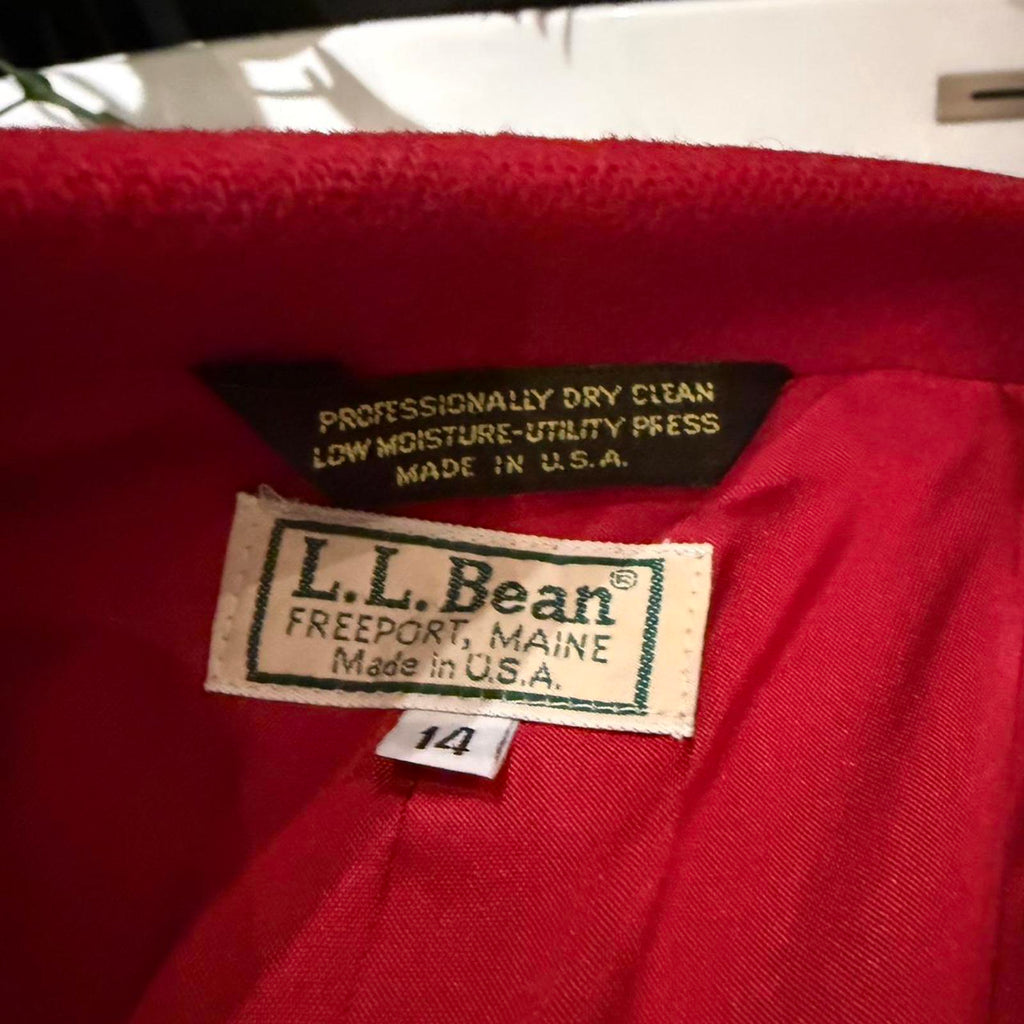 PROFESSIONALLY DRY CLEAN
LOW MOISTURE-UTILITY PRESS
MADE IN U.S.A.
L.L.Bean®
FREEPORT, MAINE
Made in U.S.A.
14